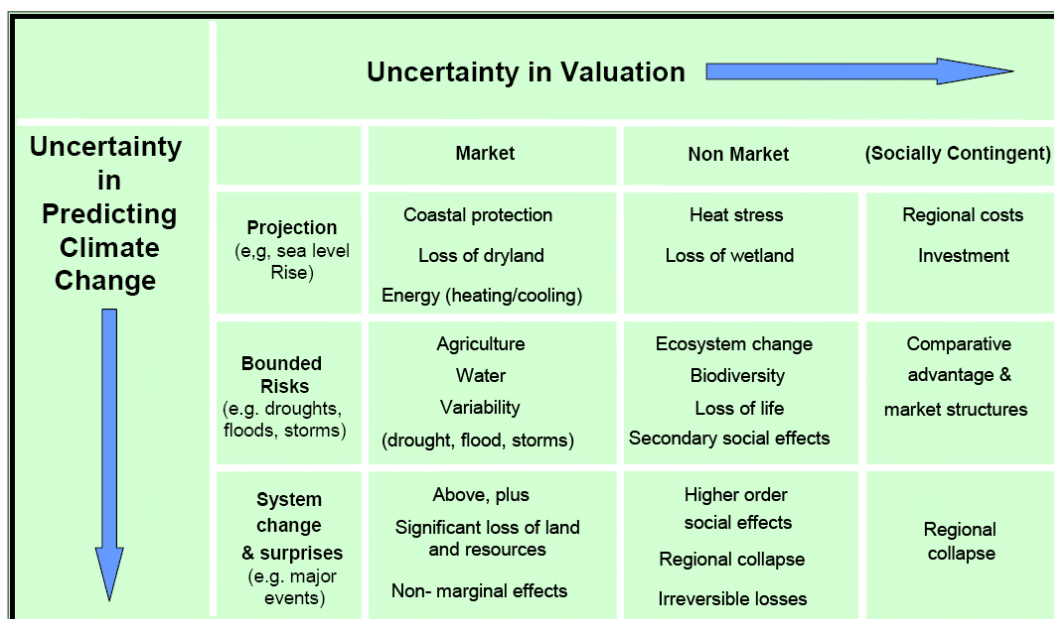 Uncertainty in Valuation
Uncertainty
in
Predicting
Climate
Change
Market
Non Market
(Socially Contingent)
Projection
(e,g, sea level
Rise)
Coastal protection
Loss of dryland
Energy (heating/cooling)
Heat stress
Loss of wetland
Regional costs
Investment
Bounded
Risks
(e.g. droughts,
floods, storms)
Agriculture
Water
Variability
(drought, flood, storms)
Ecosystem change
Biodiversity
Loss of life
Secondary social effects
Comparative
advantage &
market structures
System
change
& surprises
(e.g. major
events)
Above, plus
Significant loss of land
and resources
Non- marginal effects
Higher order
social effects
Regional collapse
Irreversible losses
Regional
collapse